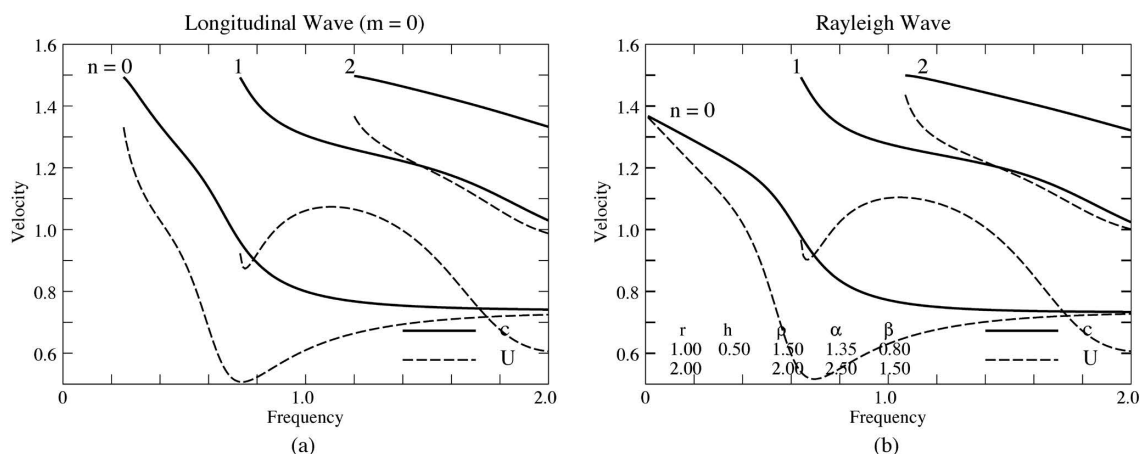 Longitudinal Wave (m = 0)
1.6
n = 0
1
2
1.4
1.2
Velocity
1.0
0.8
c
0.6
U
0
1.0
2.0
Frequency
(a)
Rayleigh Wave
1.6
1
2
n = 0
1.4
1.2
Velocity
1.0
0.8
r h ρ α β
c
1.00 0.50 1.50 1.35 0.80
0.6
U
2.00 2.00 2.50 1.50
0
1.0
2.0
Frequency
(b)